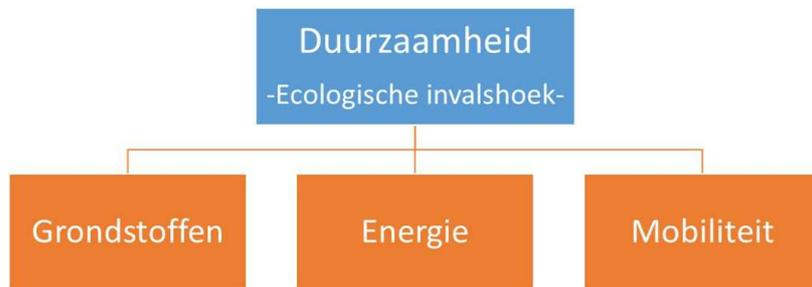 Duurzaamheid
-Ecologische invalshoek-
Grondstoffen
Energie
Mobiliteit